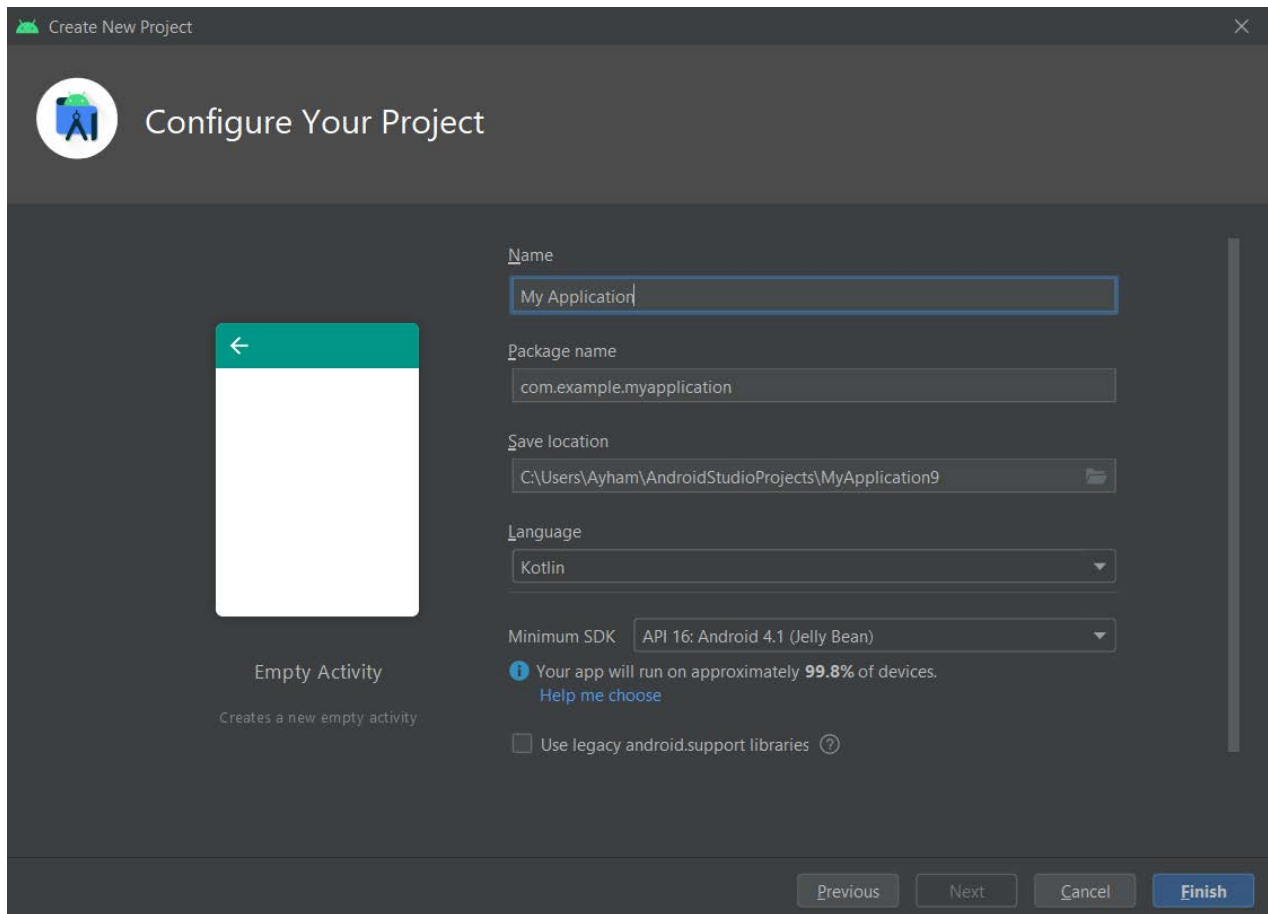 Create New Project
Configure Your Project
Name
My Application
Package name
com.example.myapplication
Save location
C:\Users\Ayham\AndroidStudioProjects\MyApplication9
Language
Kotlin
Minimum SDK API 16: Android 4.1 (Jelly Bean)
Your app will run on approximately 99.8% of devices.
Help me choose
Use legacy android.support libraries ?
Empty Activity
Creates a new empty activity
Previous Next Cancel Finish